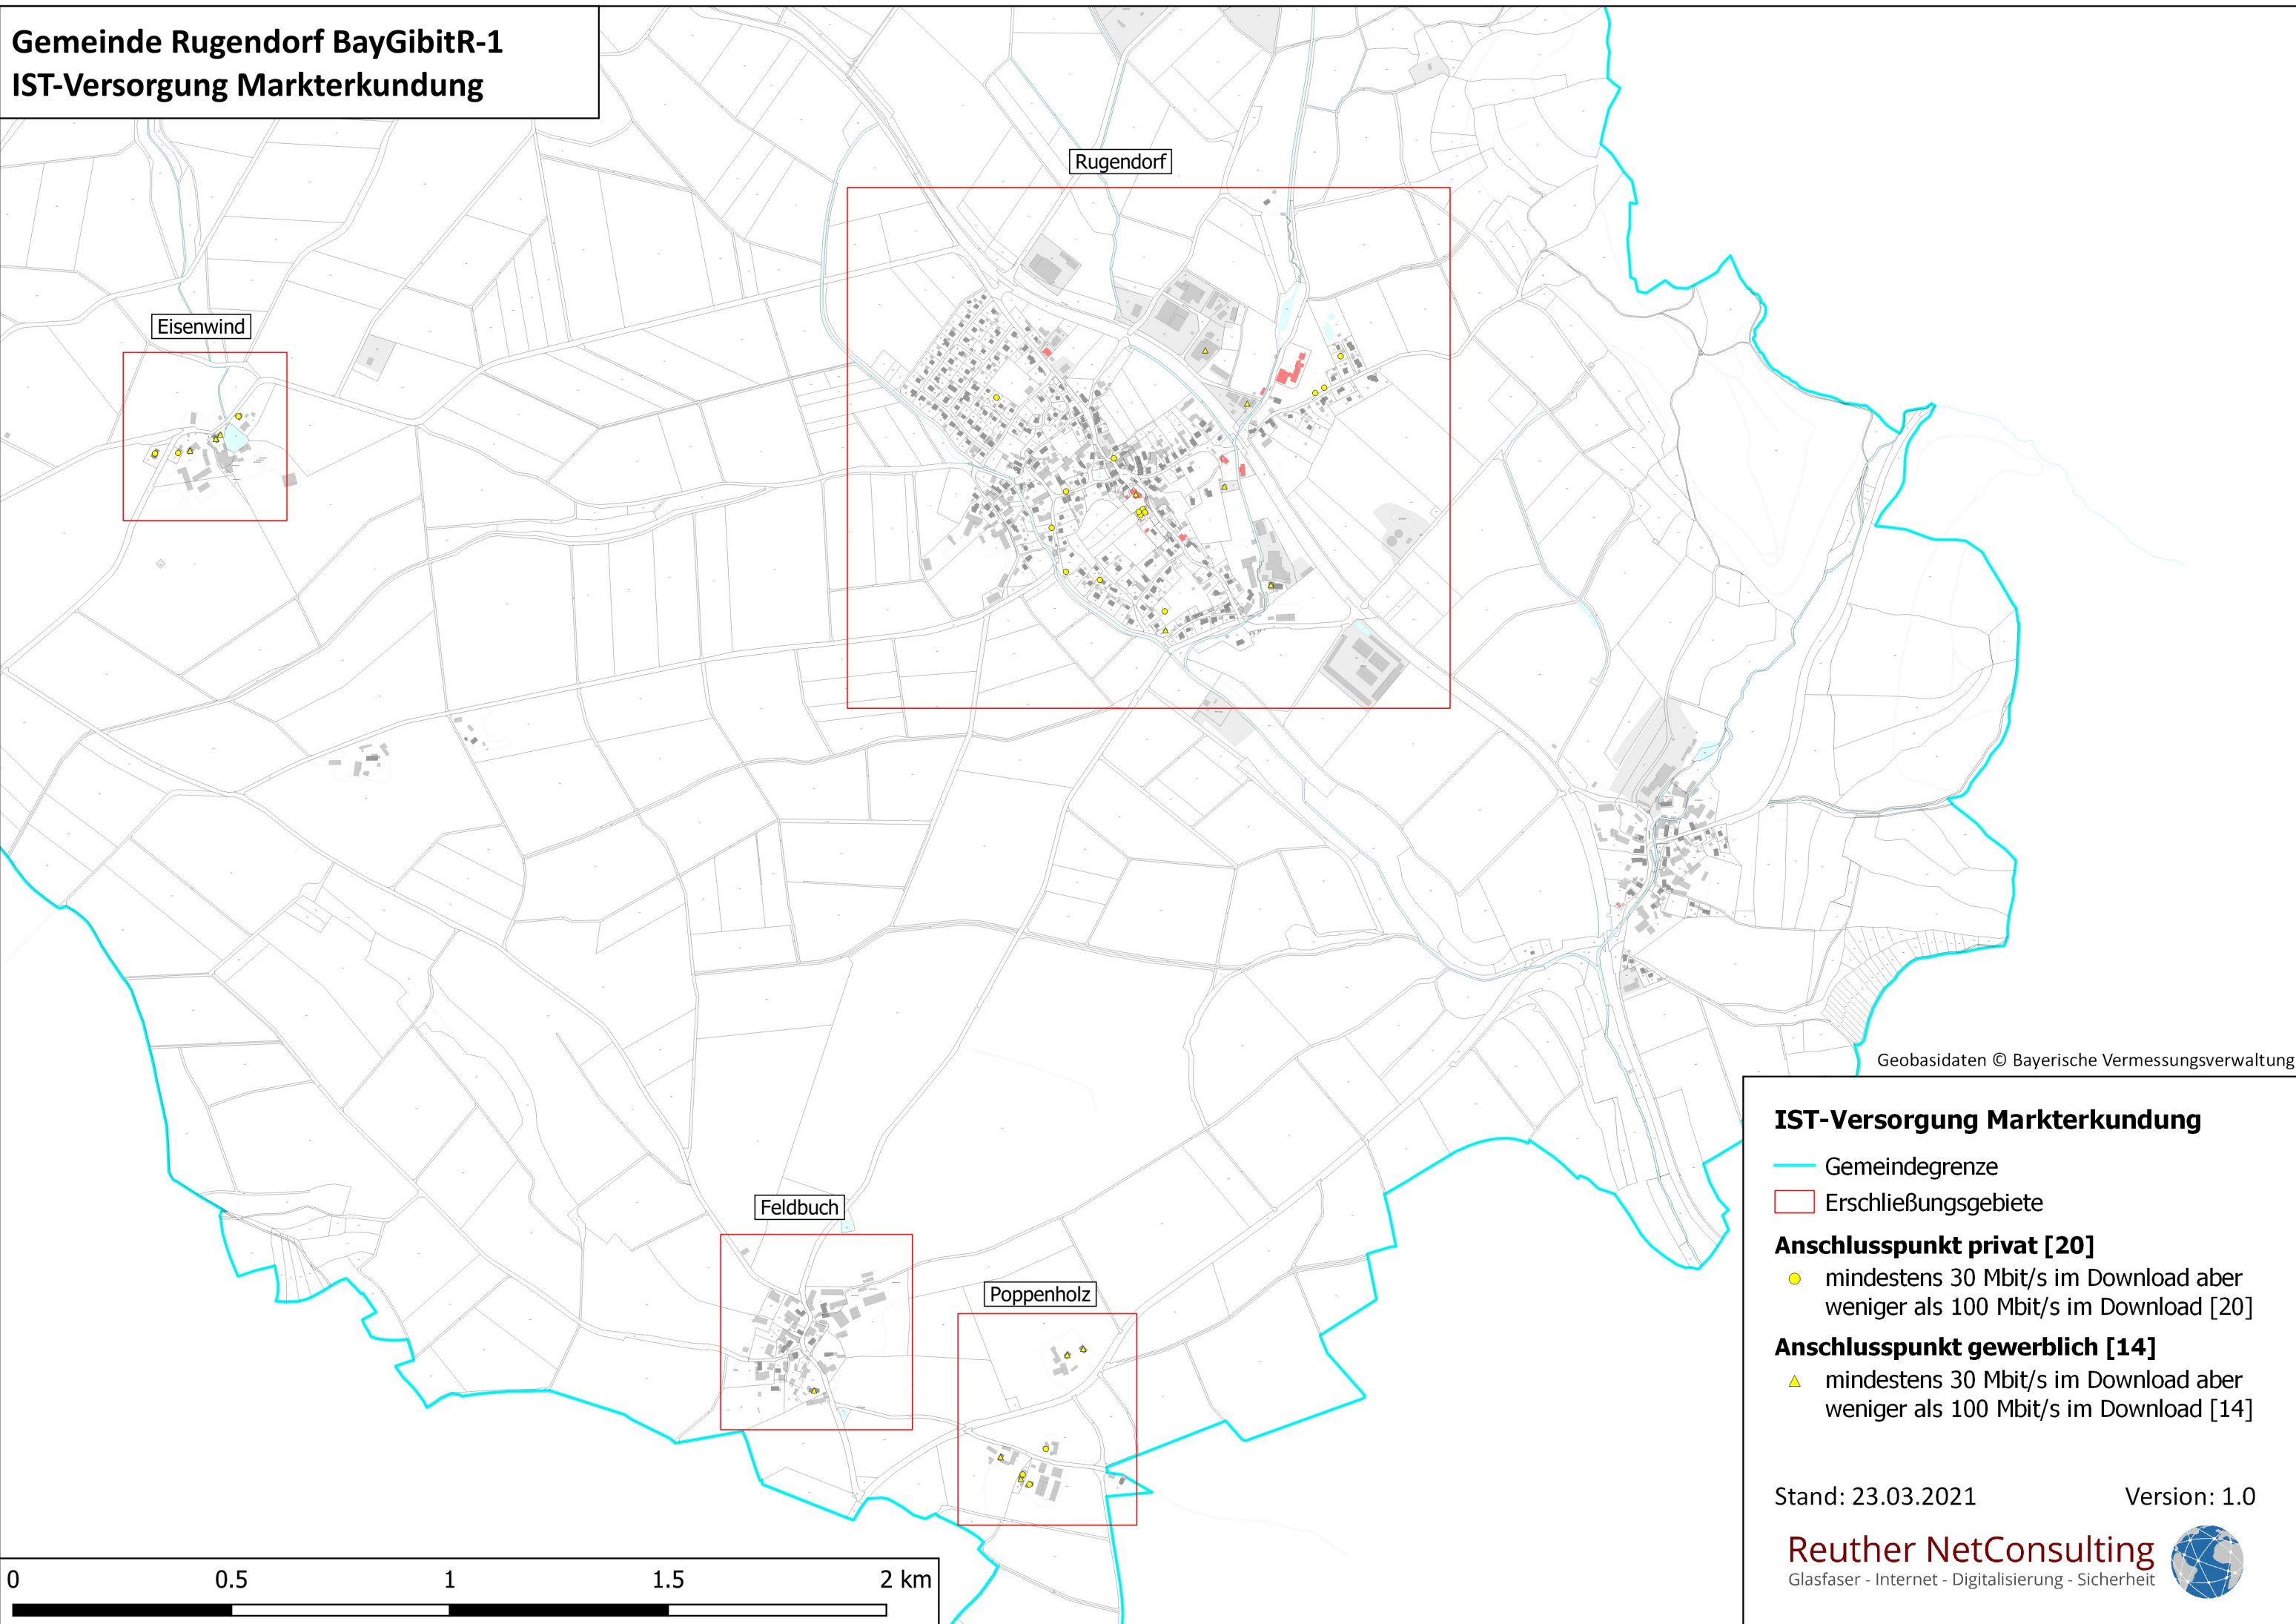 Gemeinde Rugendorf BayGibitR-1
IST-Versorgung Markterkundung
Rugendorf
Eisenwind
Feldbuch
Poppenholz
Geobasidaten © Bayerische Vermessungsverwaltung
IST-Versorgung Markterkundung
Gemeindegrenze
Erschließungsgebiete
Anschlusspunkt privat [20]
mindestens 30 Mbit/s im Download aber
weniger als 100 Mbit/s im Download [20]
Anschlusspunkt gewerblich [14]
mindestens 30 Mbit/s im Download aber
weniger als 100 Mbit/s im Download [14]
Stand: 23.03.2021 Version: 1.0
Reuther NetConsulting
Glasfaser - Internet - Digitalisierung - Sicherheit
0 0.5 1 1.5 2 km